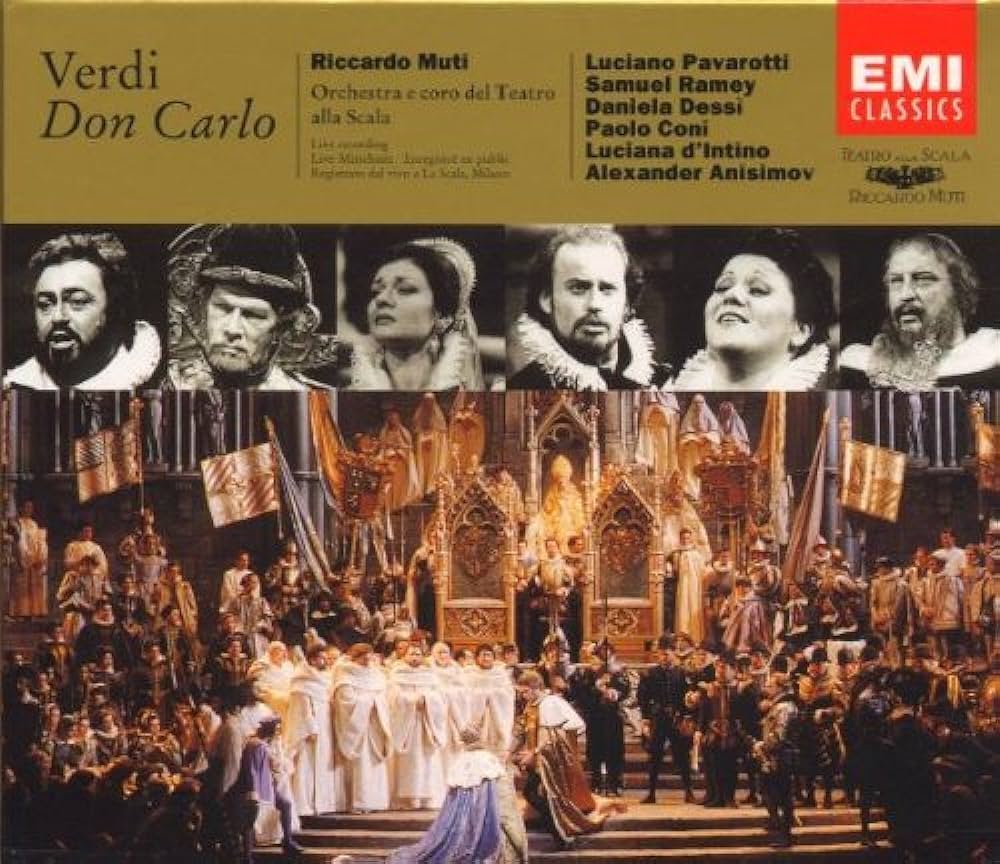 Verdi
Don Carlo
Riccardo Muti
Orchestra e coro del Teatro
alla Scala
Live recording
Live Mitschnitt · Enregistré en public
Registrato dal vivo a La Scala, Milano
Luciano Pavarotti
Samuel Ramey
Daniela Dessì
Paolo Coni
Luciana d'Intino
Alexander Anisimov
EMI
CLASSICS
TEATRO ALLA SCALA
RICCARDO MUTI